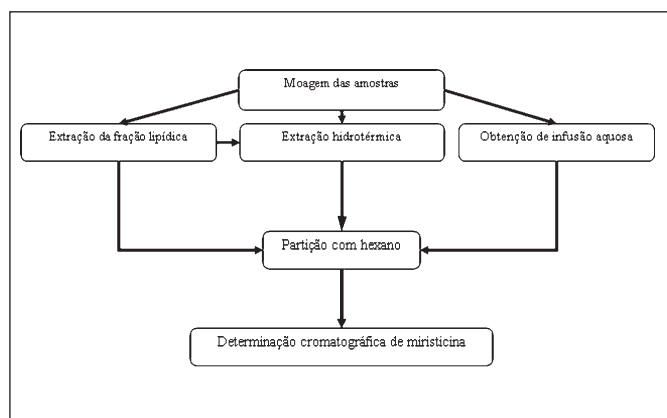 Moagem das amostras
Extração da fração lipídica
Extração hidrotérmica
Obtenção de infusão aquosa
Partição com hexano
Determinação cromatográfica de miristicina